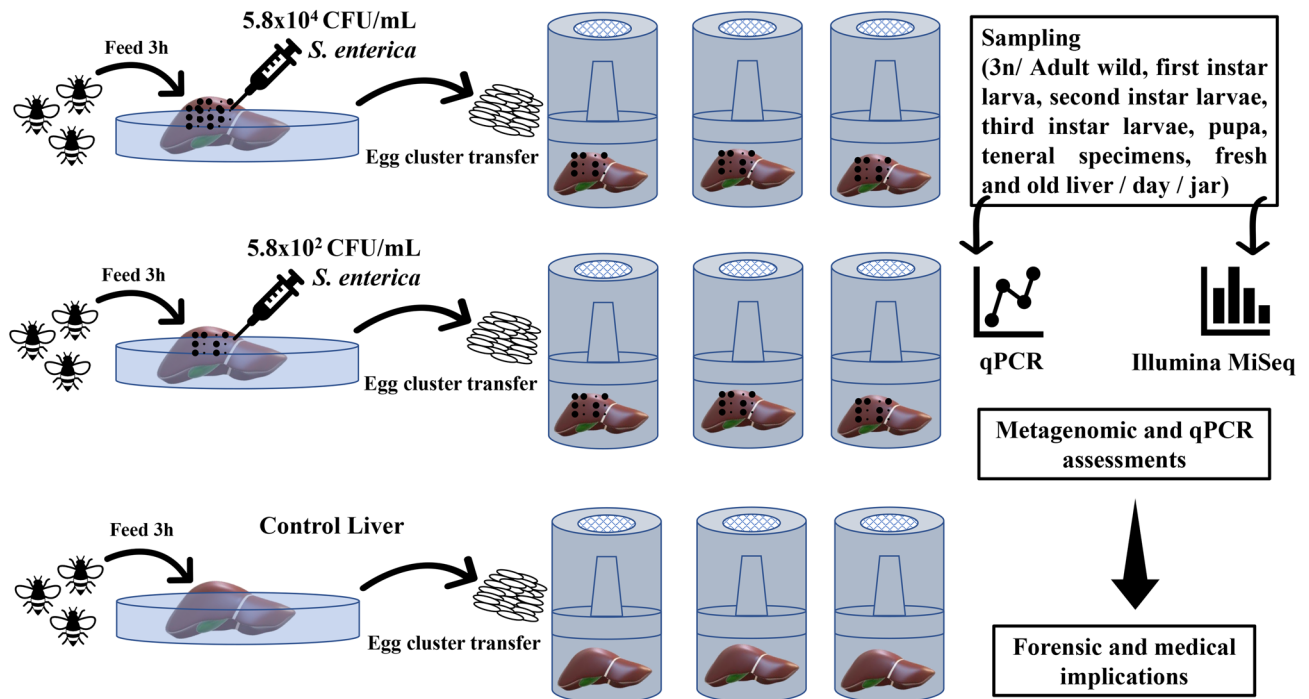 5.8x10⁴ CFU/mL
S. enterica
Feed 3h
Egg cluster transfer
5.8x10² CFU/mL
S. enterica
Feed 3h
Egg cluster transfer
Control Liver
Feed 3h
Egg cluster transfer
Sampling
(3n/ Adult wild, first instar
larva, second instar larvae,
third instar larvae, pupa,
teneral specimens, fresh
and old liver / day / jar)
qPCR
Illumina MiSeq
Metagenomic and qPCR
assessments
Forensic and medical
implications